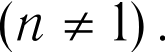 (n ≠ 1) .